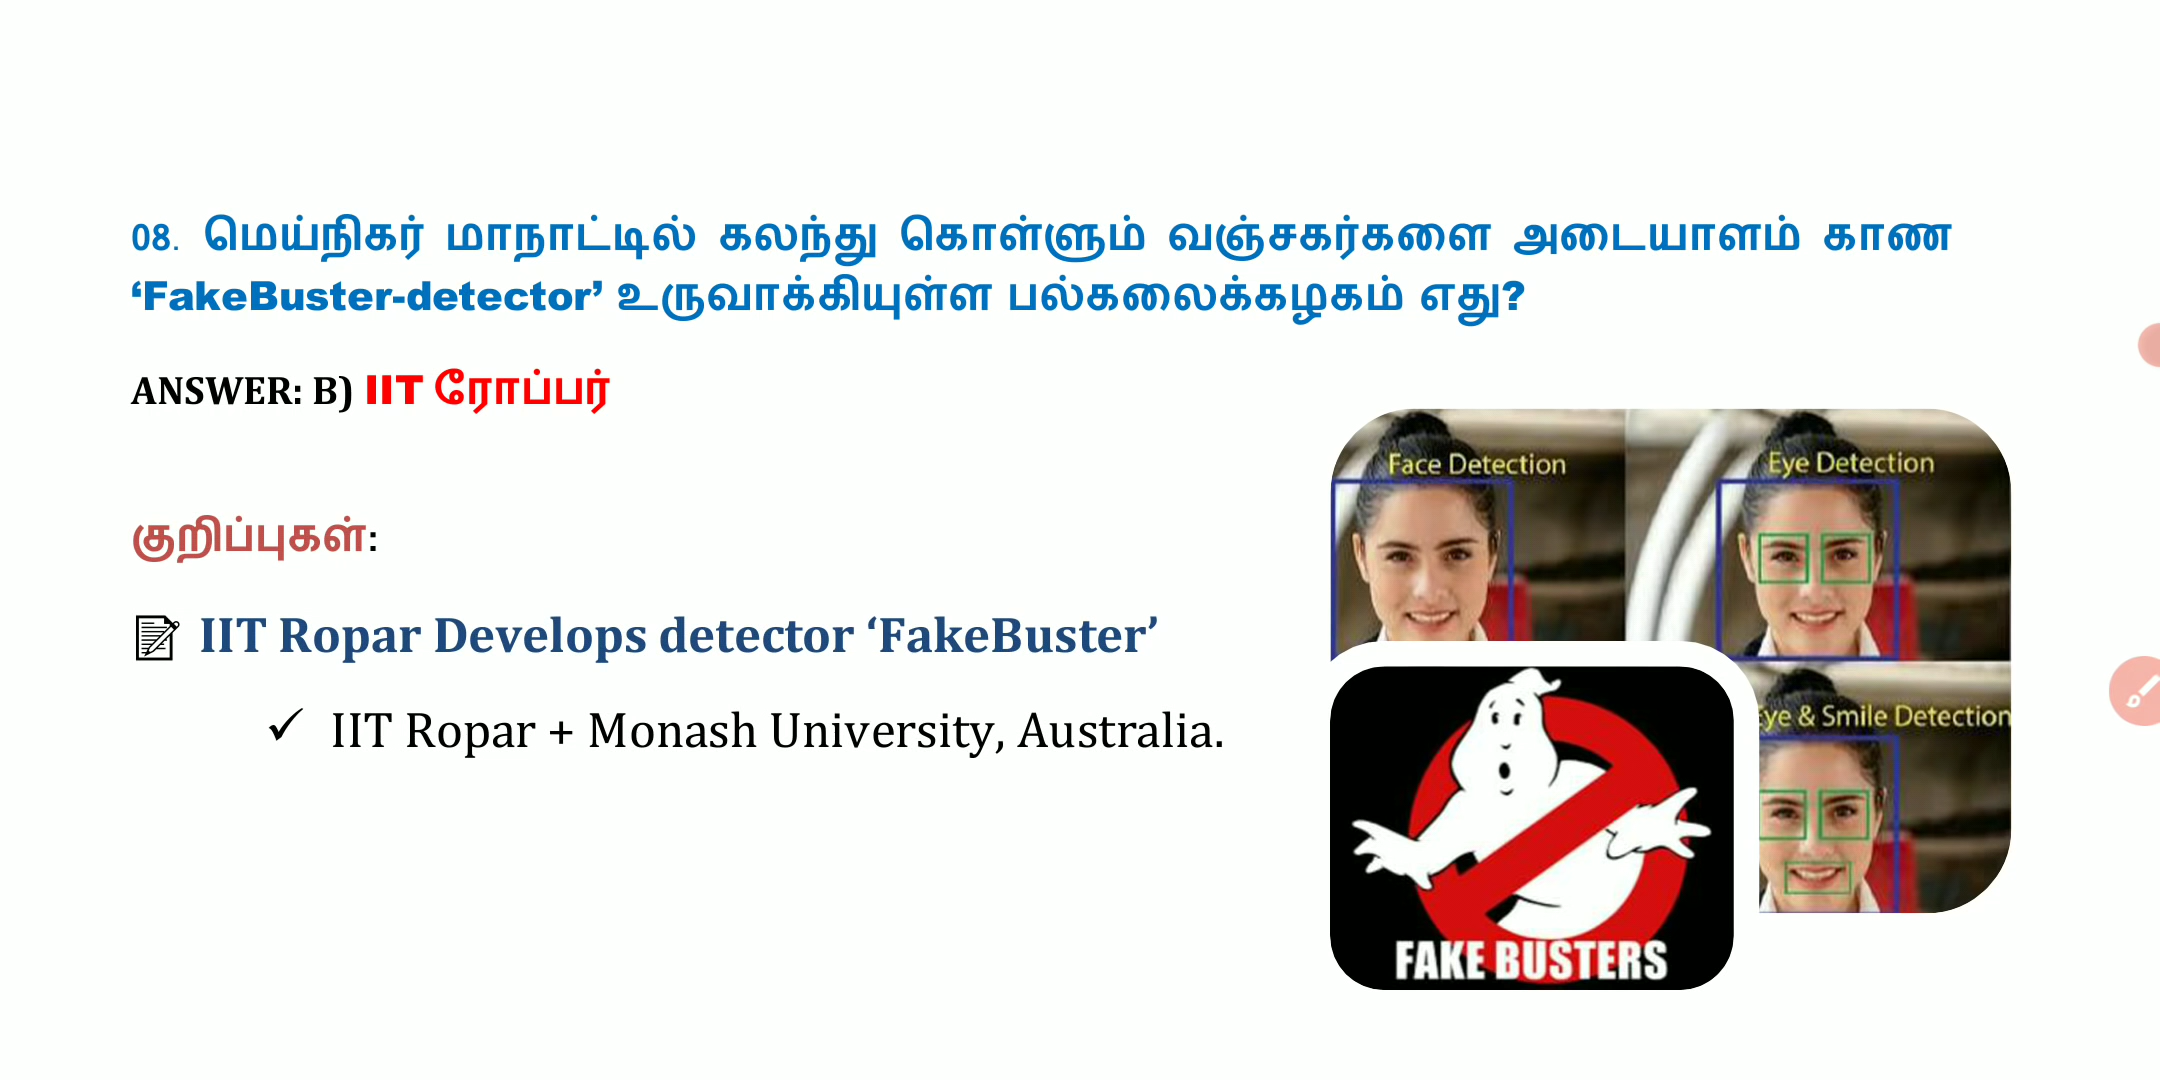 08. மெய்நிகர் மாநாட்டில் கலந்து கொள்ளும் வஞ்சகர்களை அடையாளம் காண
‘FakeBuster-detector’ உருவாக்கியுள்ள பல்கலைக்கழகம் எது?
ANSWER: B) IIT ரோப்பர்
குறிப்புகள்:
IIT Ropar Develops detector ‘FakeBuster’
✓ IIT Ropar + Monash University, Australia.
Face Detection
Eye Detection
ye & Smile Detection
FAKE BUSTERS